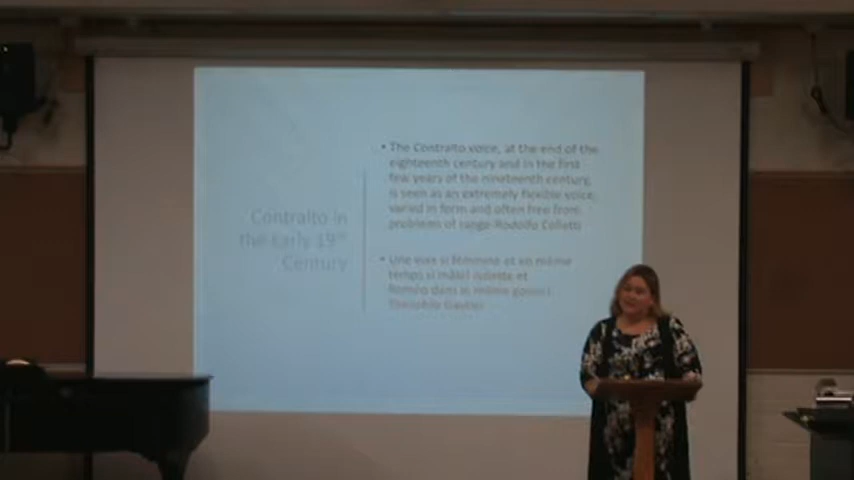 Contralto in
the Early 19th
Century
• The Contralto voice, at the end of the
eighteenth century and in the first
few years of the nineteenth century,
is seen as an extremely flexible voice,
varied in form and often free from
problems of range-Rodolfo Celletti
• Une voix si féminine et en même
temps si mâle! Juliette et
Roméo dans le même gosier!
Théophile Gautier